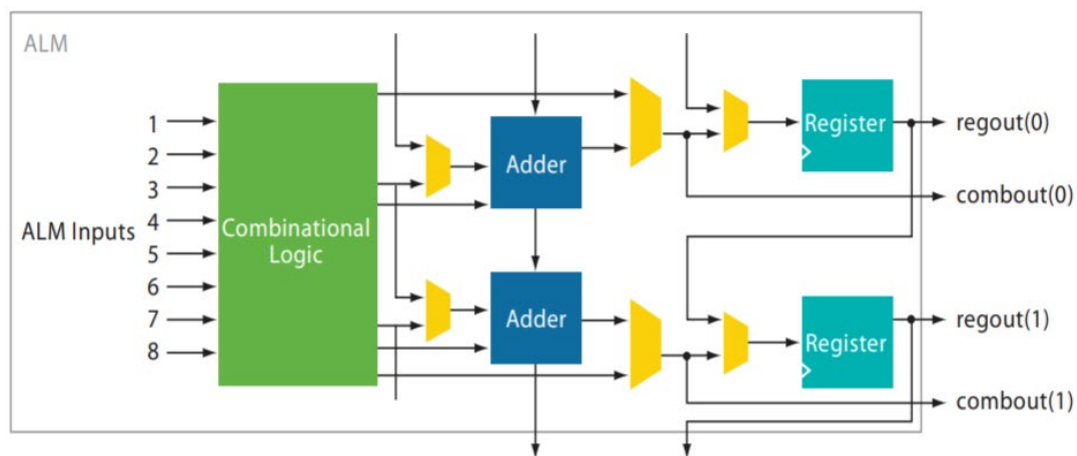 ALM
ALM Inputs
1
2
3
4
5
6
7
8
Combinational
Logic
Adder
Adder
Register
Register
regout(0)
combout(0)
regout(1)
combout(1)